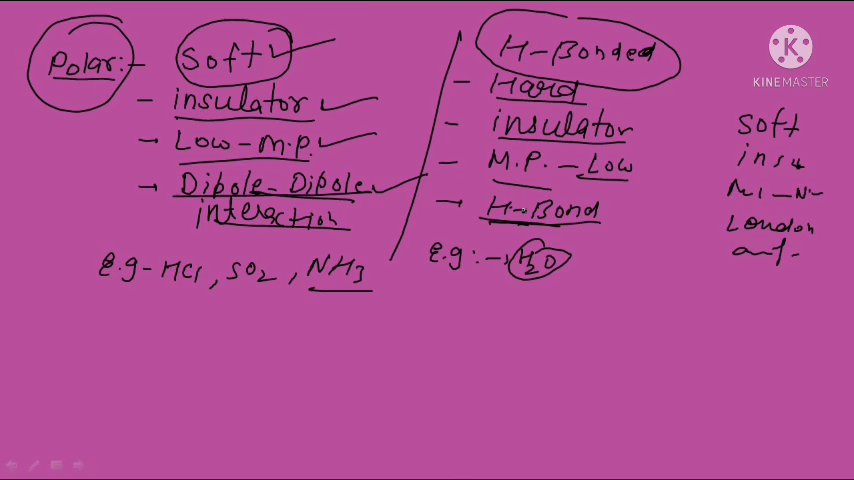 Polar:- Soft
- insulator
→ Low-M.P.
→ Dipole-Dipole
interaction
E.g - HCl, SO2, NH3
H-Bonded
- Hard
- insulator
- M.P. - Low
→ H-Bond
E.g:- H2O
K
KINEMASTER
Soft
London